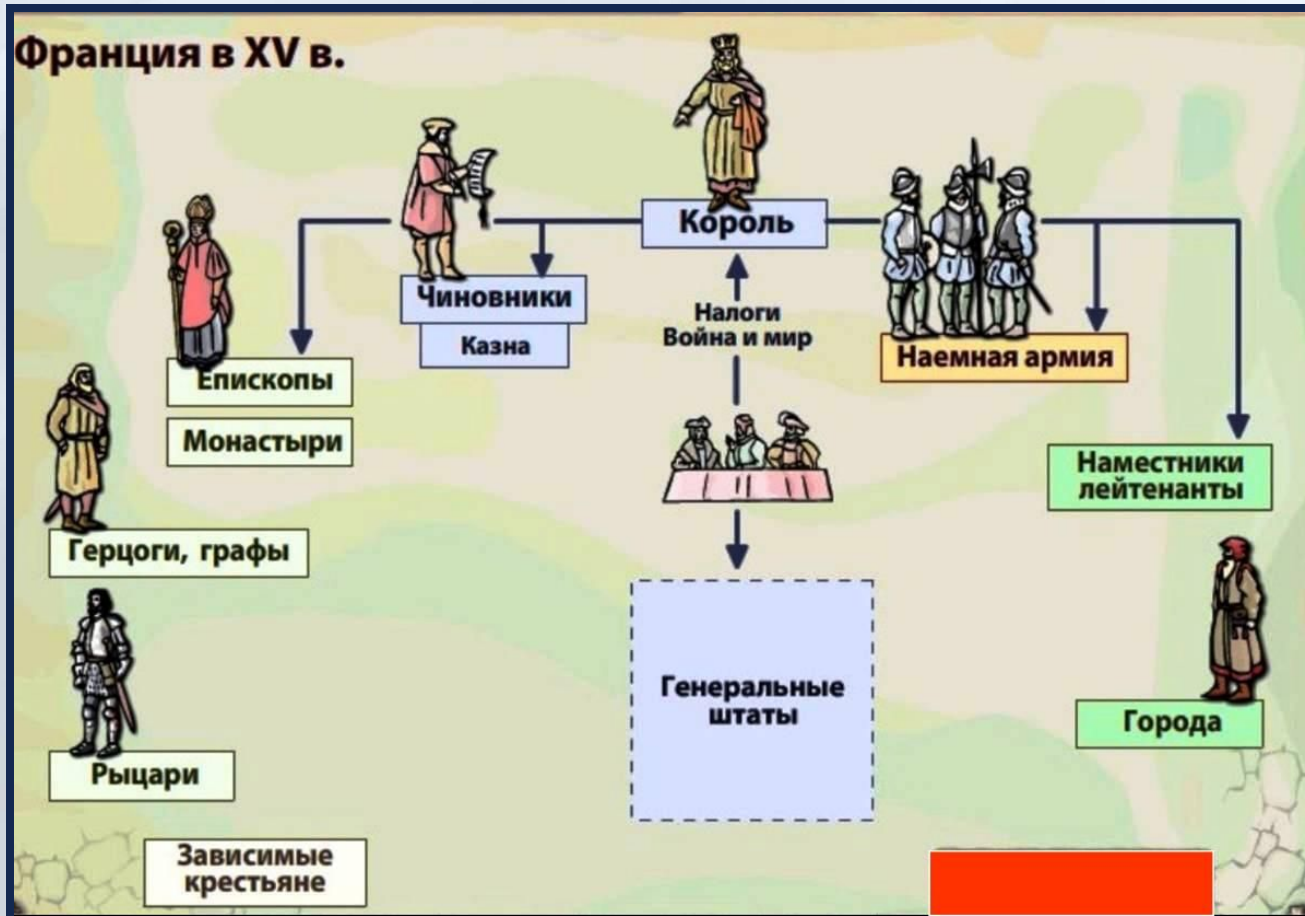 Франция в XV в.
Король
Чиновники
Казна
Налоги
Война и мир
Наемная армия
Епископы
Монастыри
Наместники
лейтенанты
Герцоги, графы
Генеральные
штаты
Города
Рыцари
Зависимые
крестьяне